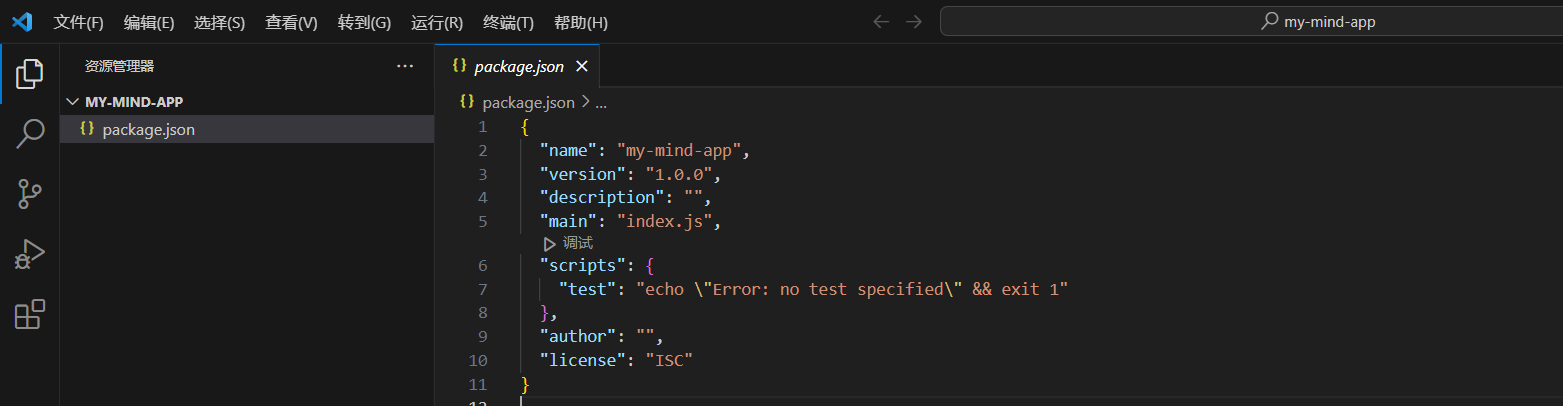 文件(F) 编辑(E) 选择(S) 查看(V) 转到(G) 运行(R) 终端(T) 帮助(H) my-mind-app
资源管理器 ...
MY-MIND-APP
{} package.json
{} package.json ×
{} package.json > ...
1 {
2 "name": "my-mind-app",
3 "version": "1.0.0",
4 "description": "",
5 "main": "index.js",
调试
6 "scripts": {
7 "test": "echo \"Error: no test specified\" && exit 1"
8 },
9 "author": "",
10 "license": "ISC"
11 }
12